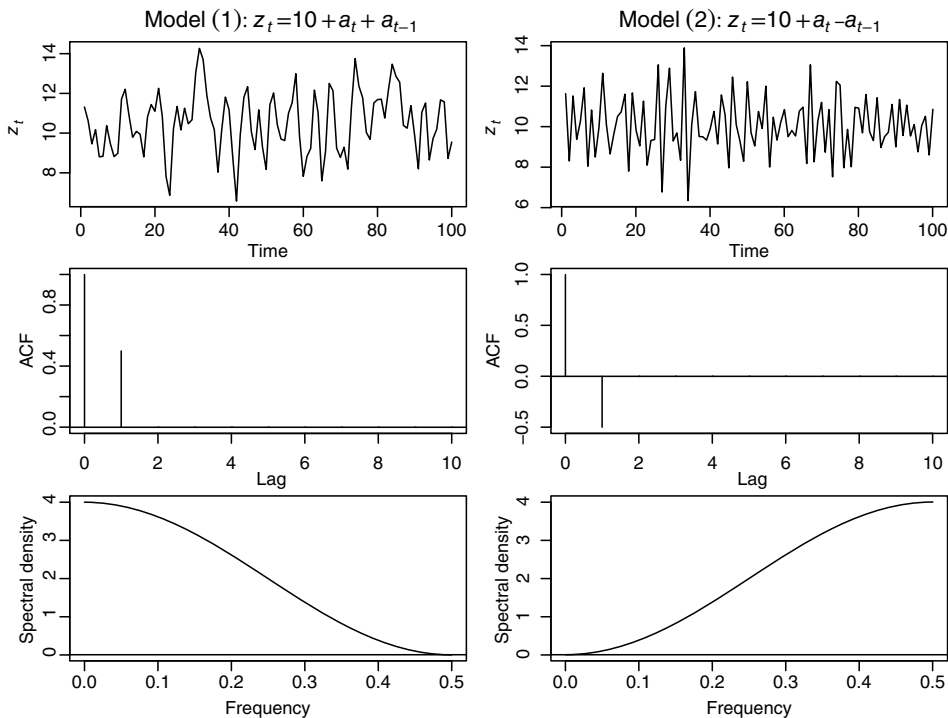 Model (1): z_t=10+a_t+a_{t−1}
z_t
8 10 12 14
0 20 40 60 80 100
Time
ACF
0.0 0.4 0.8
0 2 4 6 8 10
Lag
Spectral density
0 1 2 3 4
0.0 0.1 0.2 0.3 0.4 0.5
Frequency
Model (2): z_t=10+a_t−a_{t−1}
z_t
6 8 10 12 14
0 20 40 60 80 100
Time
ACF
−0.5 0.0 0.5 1.0
0 2 4 6 8 10
Lag
Spectral density
0 1 2 3 4
0.0 0.1 0.2 0.3 0.4 0.5
Frequency